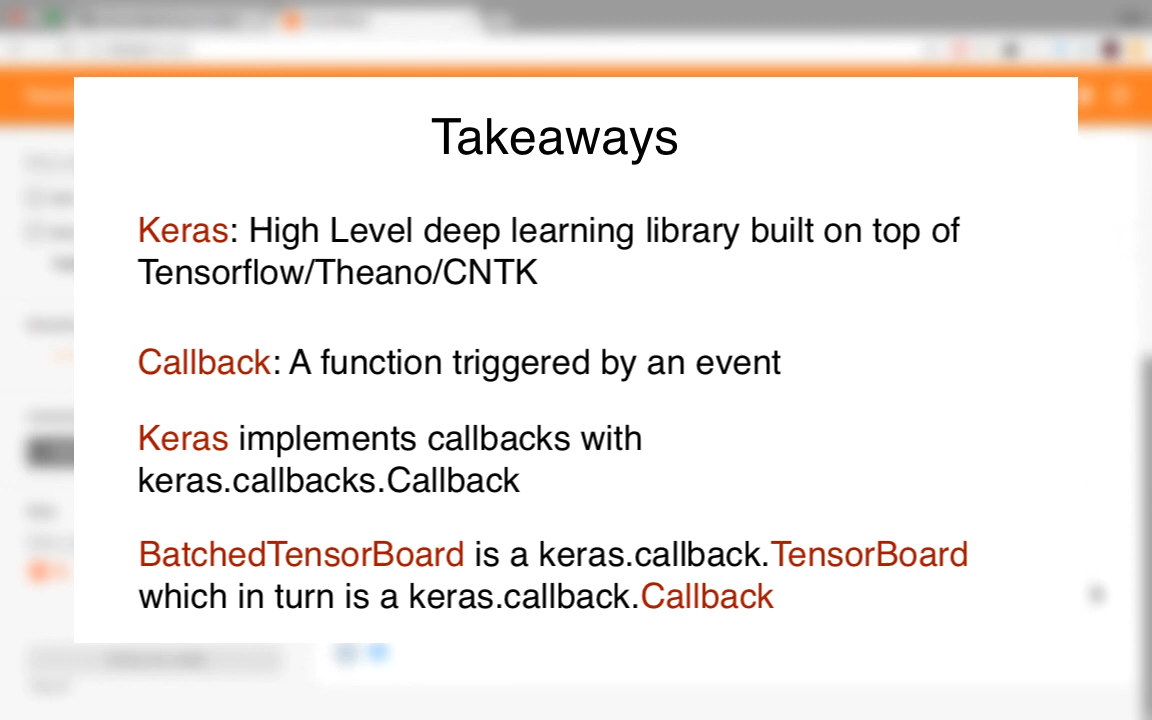 Takeaways
Keras: High Level deep learning library built on top of
Tensorflow/Theano/CNTK
Callback: A function triggered by an event
Keras implements callbacks with
keras.callbacks.Callback
BatchedTensorBoard is a keras.callback.TensorBoard
which in turn is a keras.callback.Callback